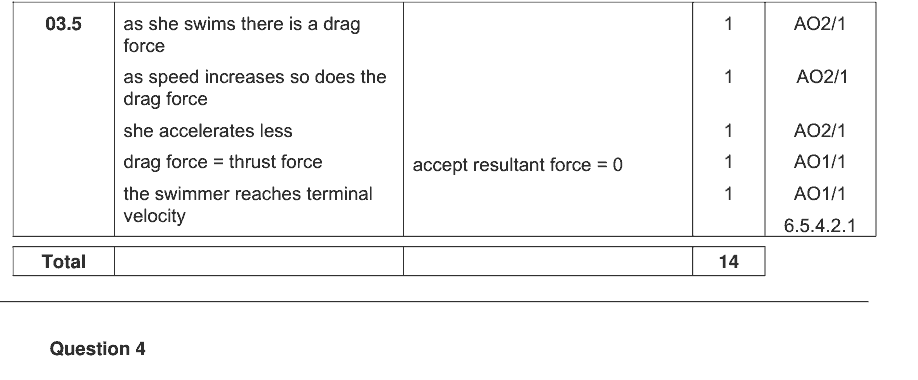 03.5 as she swims there is a drag 1 AO2/1
force
as speed increases so does the 1 AO2/1
drag force
she accelerates less 1 AO2/1
drag force = thrust force accept resultant force = 0 1 AO1/1
the swimmer reaches terminal 1 AO1/1
velocity
6.5.4.2.1
Total 14
Question 4